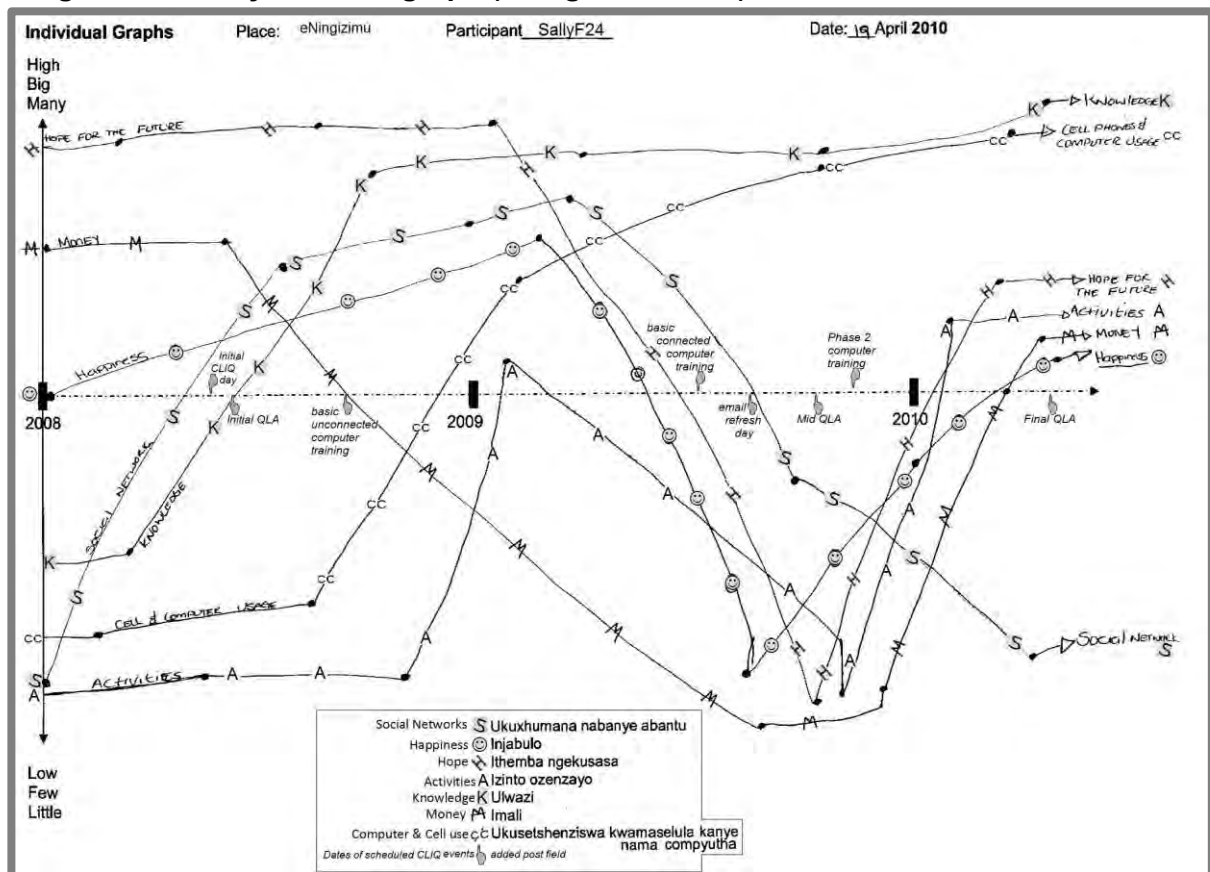 Individual Graphs Place: eNingizimu Participant SallyF24 Date: 19 April 2010
High
Big
Many
H HOPE FOR THE FUTURE H H H
K KNOWLEDGE K
CC CELL PHONES & COMPUTER USAGE CC
M MONEY M
Happiness
SOCIAL NETWORK
KNOWLEDGE
CELL & COMPUTER USAGE
ACTIVITIES
Initial
CLIQ
day
Initial QLA
basic
unconnected
computer
training
basic
connected
computer
training
email
refresh
day
Mid QLA
Phase 2
computer
training
Final QLA
2008
2009
2010
HOPE FOR
THE FUTURE H
ACTIVITIES A
MONEY M
Happiness
SOCIAL NETWORK
S
Low
Few
Little
Social Networks S Ukuxhumana nabanye abantu
Happiness Injabulo
Hope H Ithemba ngekusasa
Activities A Izinto ozenzayo
Knowledge K Ulwazi
Money M Imali
Computer & Cell use CC Ukusetshenziswa kwamaselula kanye
nama compyutha
Dates of scheduled CLIQ events added post field